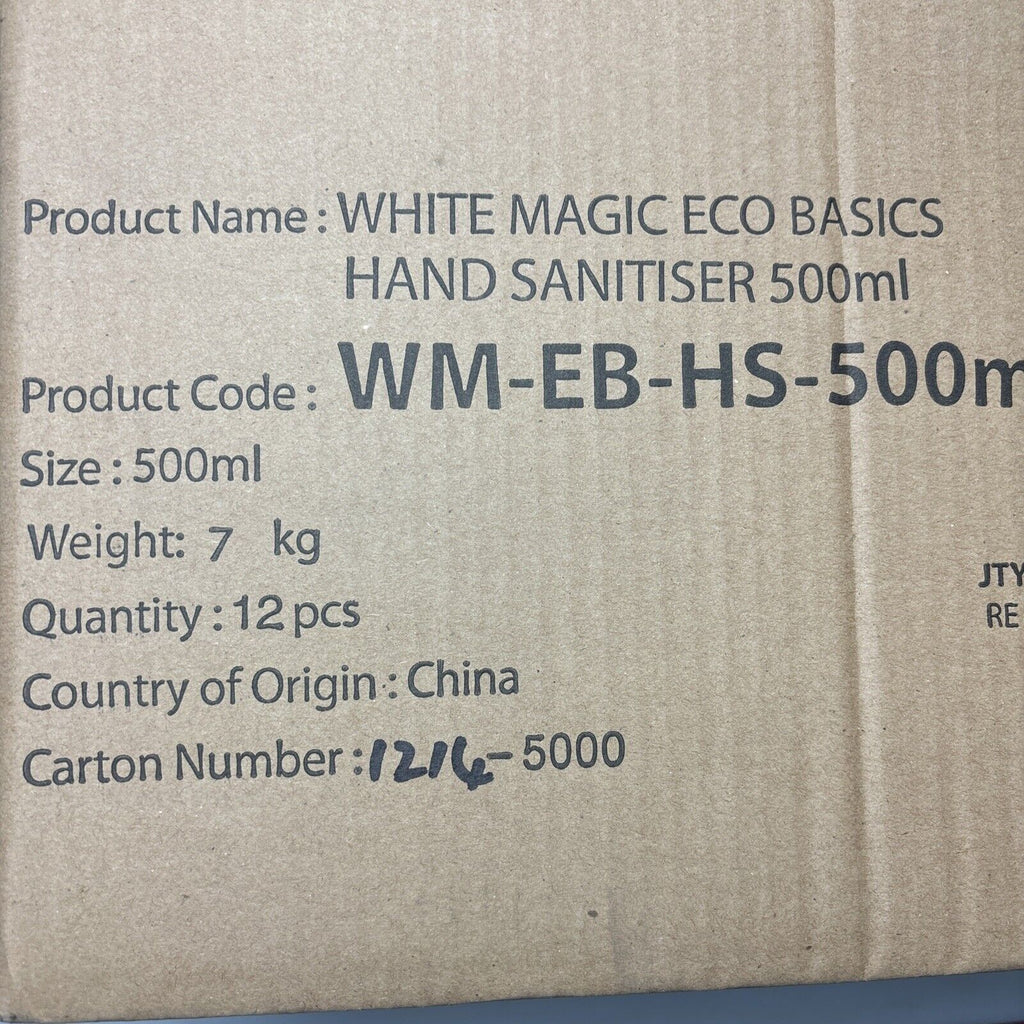 Product Name : WHITE MAGIC ECO BASICS
HAND SANITISER 500ml
Product Code : WM-EB-HS-500m
Size : 500ml
Weight: 7 kg
JTY
RE
Quantity : 12 pcs
Country of Origin : China
Carton Number : 1214 - 5000